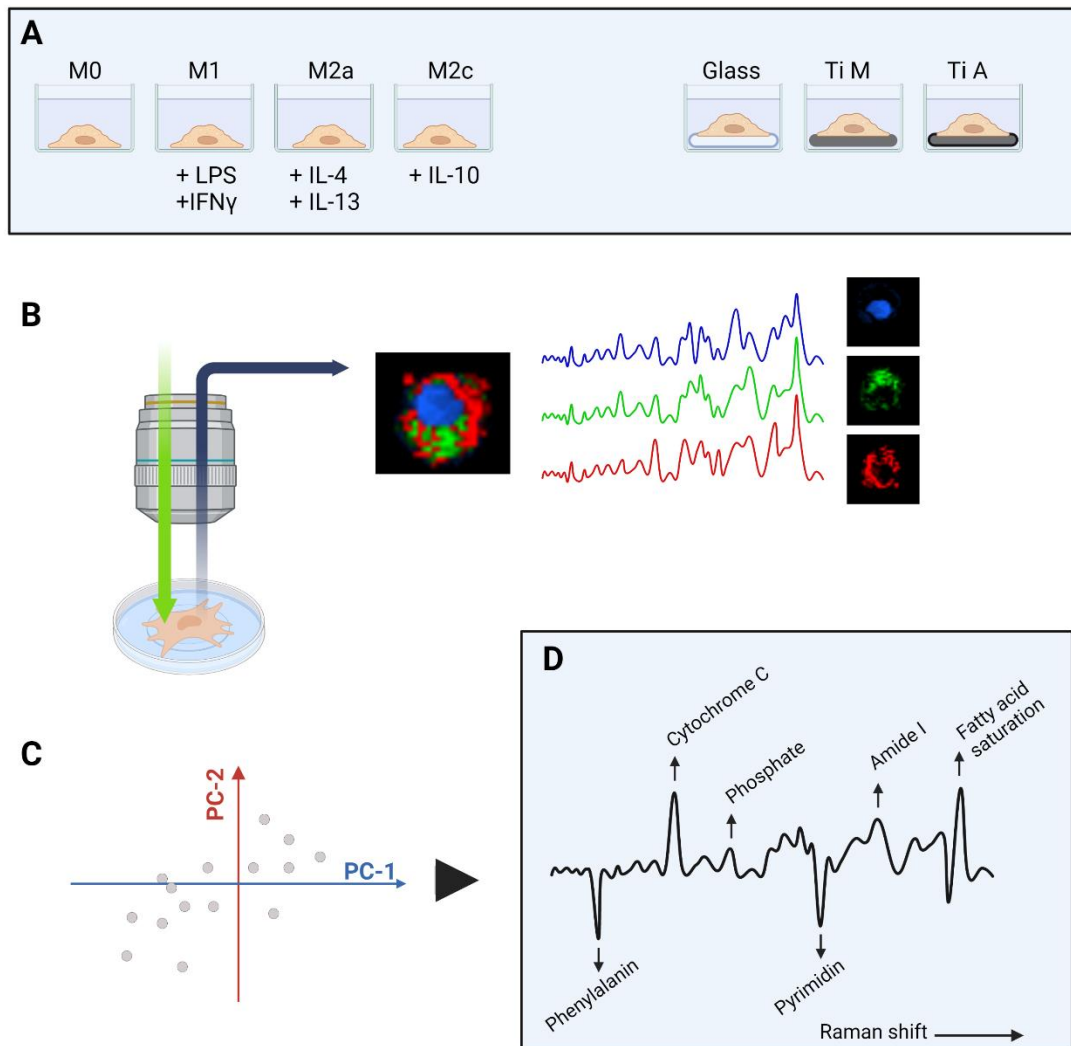 A
M0 M1 M2a M2c Glass Ti M Ti A
+ LPS + IL-4 + IL-10
+IFNγ + IL-13
B
C
PC-2
PC-1
D
Cytochrome C
Phosphate
Amide I
Fatty acid
saturation
Phenylalanin
Pyrimidin
Raman shift